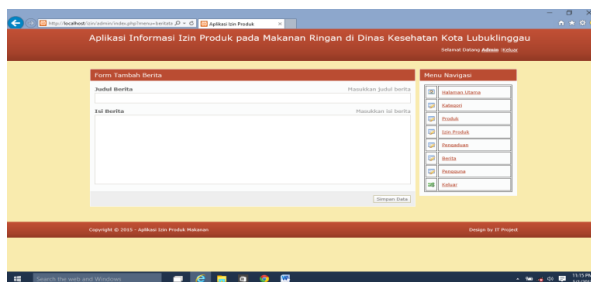 http://localhost/izin/admin/index.php?menu=berita
Aplikasi Izin Produk
Aplikasi Informasi Izin Produk pada Makanan Ringan di Dinas Kesehatan Kota Lubuklinggau
Selamat Datang Admin |Keluar
Form Tambah Berita
Judul Berita
Masukkan judul berita
Isi Berita
Masukkan isi berita
Simpan Data
Menu Navigasi
Halaman Utama
Kategori
Produk
Izin Produk
Pengaduan
Berita
Pengguna
Keluar
Copyright © 2015 - Aplikasi Izin Produk Makanan
Design by IT Project
Search the web and Windows
11:15 PM